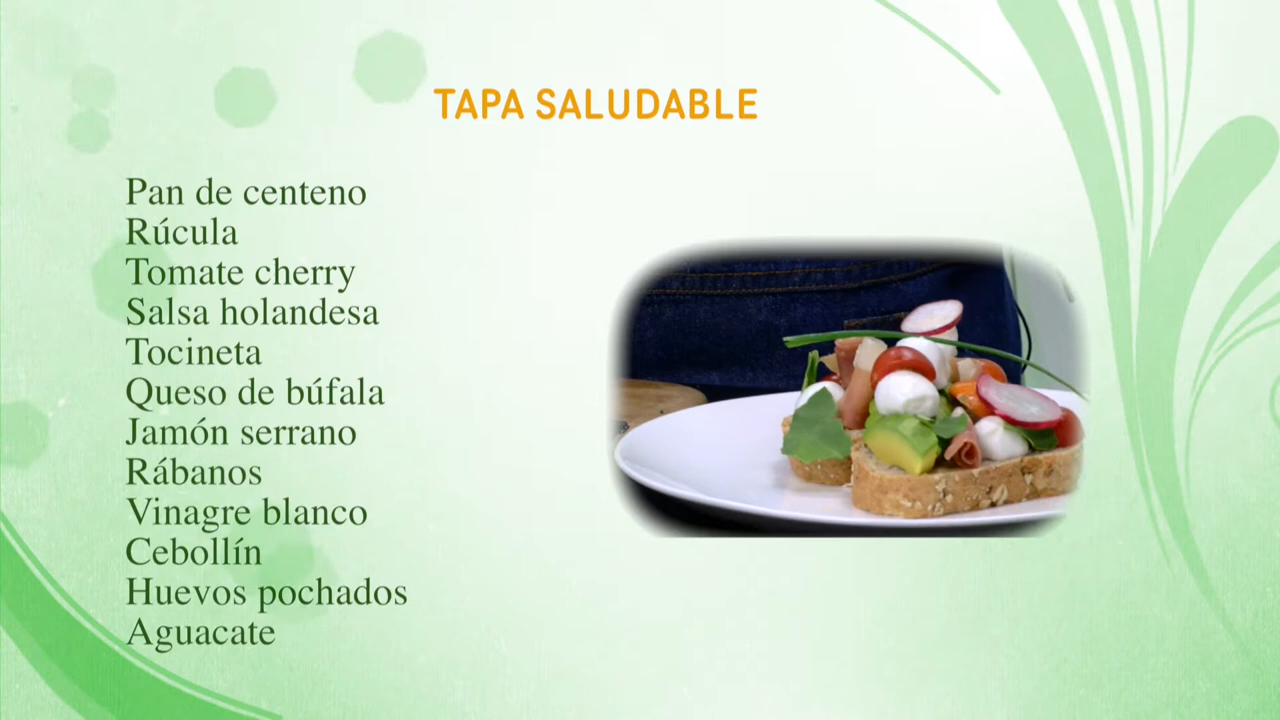 TAPA SALUDABLE
Pan de centeno
Rúcula
Tomate cherry
Salsa holandesa
Tocineta
Queso de búfala
Jamón serrano
Rábanos
Vinagre blanco
Cebollín
Huevos pochados
Aguacate